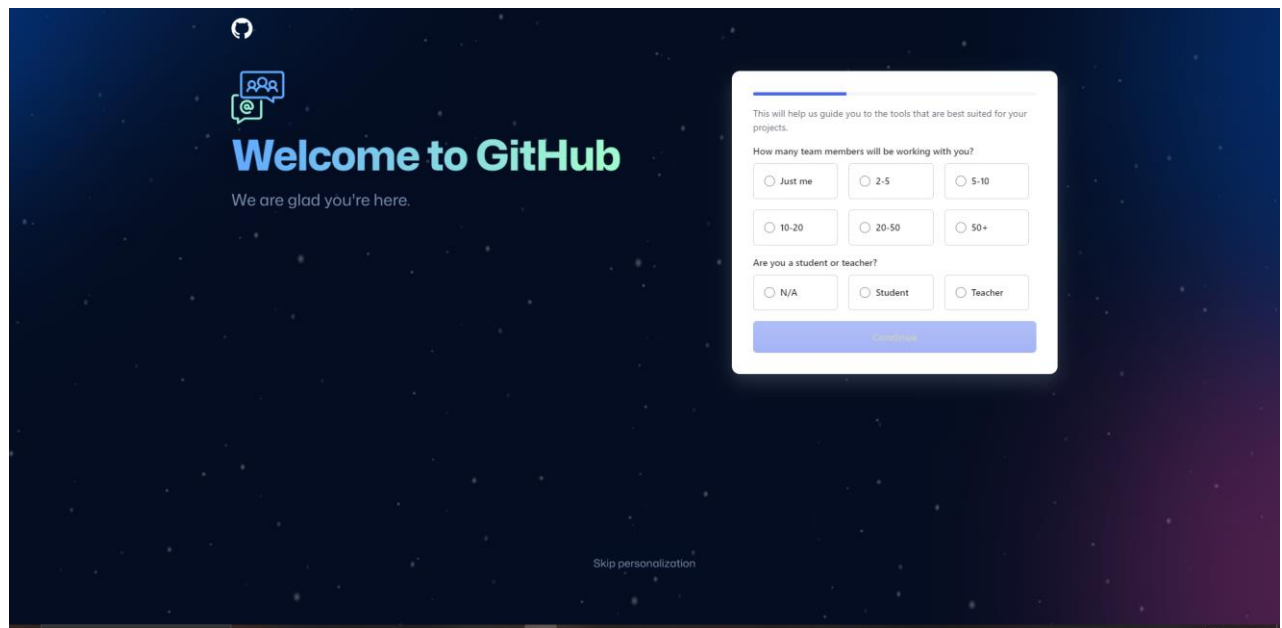 Welcome to GitHub
We are glad you're here.
This will help us guide you to the tools that are best suited for your
projects.
How many team members will be working with you?
Just me
2-5
5-10
10-20
20-50
50+
Are you a student or teacher?
N/A
Student
Teacher
Continue
Skip personalization